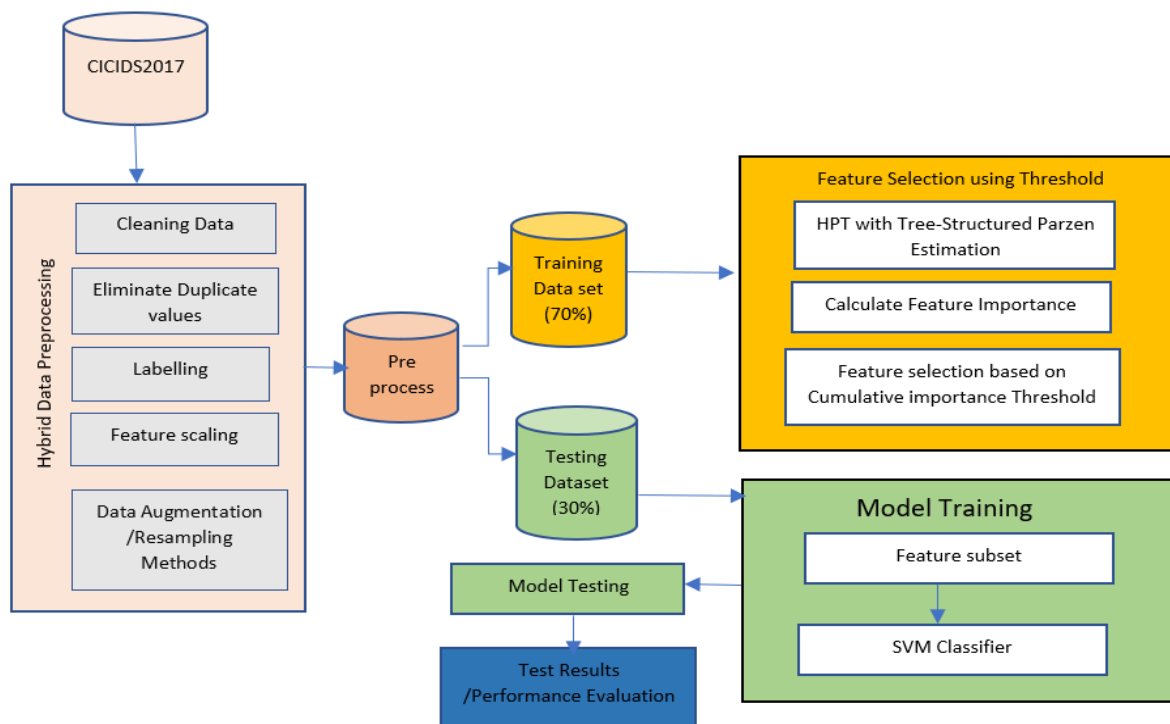 CICIDS2017
Hybrid Data Preprocessing
Cleaning Data
Eliminate Duplicate
values
Labelling
Feature scaling
Data Augmentation
/Resampling
Methods
Pre
process
Training
Data set
(70%)
Testing
Dataset
(30%)
Feature Selection using Threshold
HPT with Tree-Structured Parzen
Estimation
Calculate Feature Importance
Feature selection based on
Cumulative importance Threshold
Model Training
Feature subset
SVM Classifier
Model Testing
Test Results
/Performance Evaluation